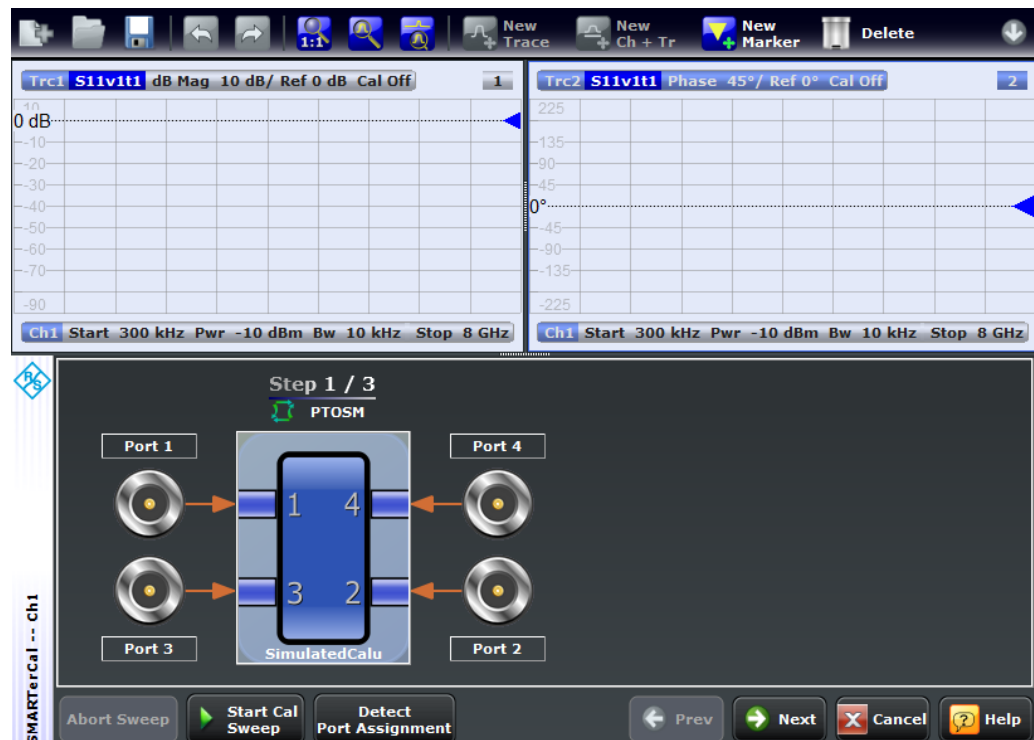 1:1
New Trace
New Ch + Tr
New Marker
Delete
Trc1 S11v1t1 dB Mag 10 dB/ Ref 0 dB Cal Off
1
10
0 dB
-10
-20
-30
-40
-50
-60
-70
-90
Ch1 Start 300 kHz Pwr -10 dBm Bw 10 kHz Stop 8 GHz
Trc2 S11v1t1 Phase 45°/ Ref 0° Cal Off
2
225
135
90
45
0°
-45
-90
-135
-225
Ch1 Start 300 kHz Pwr -10 dBm Bw 10 kHz Stop 8 GHz
R&S
SMARTerCal -- Ch1
Step 1 / 3
PTOSM
Port 1
Port 4
1 4
3 2
Port 3
SimulatedCalu
Port 2
Abort Sweep
Start Cal
Sweep
Detect
Port Assignment
Prev
Next
Cancel
Help